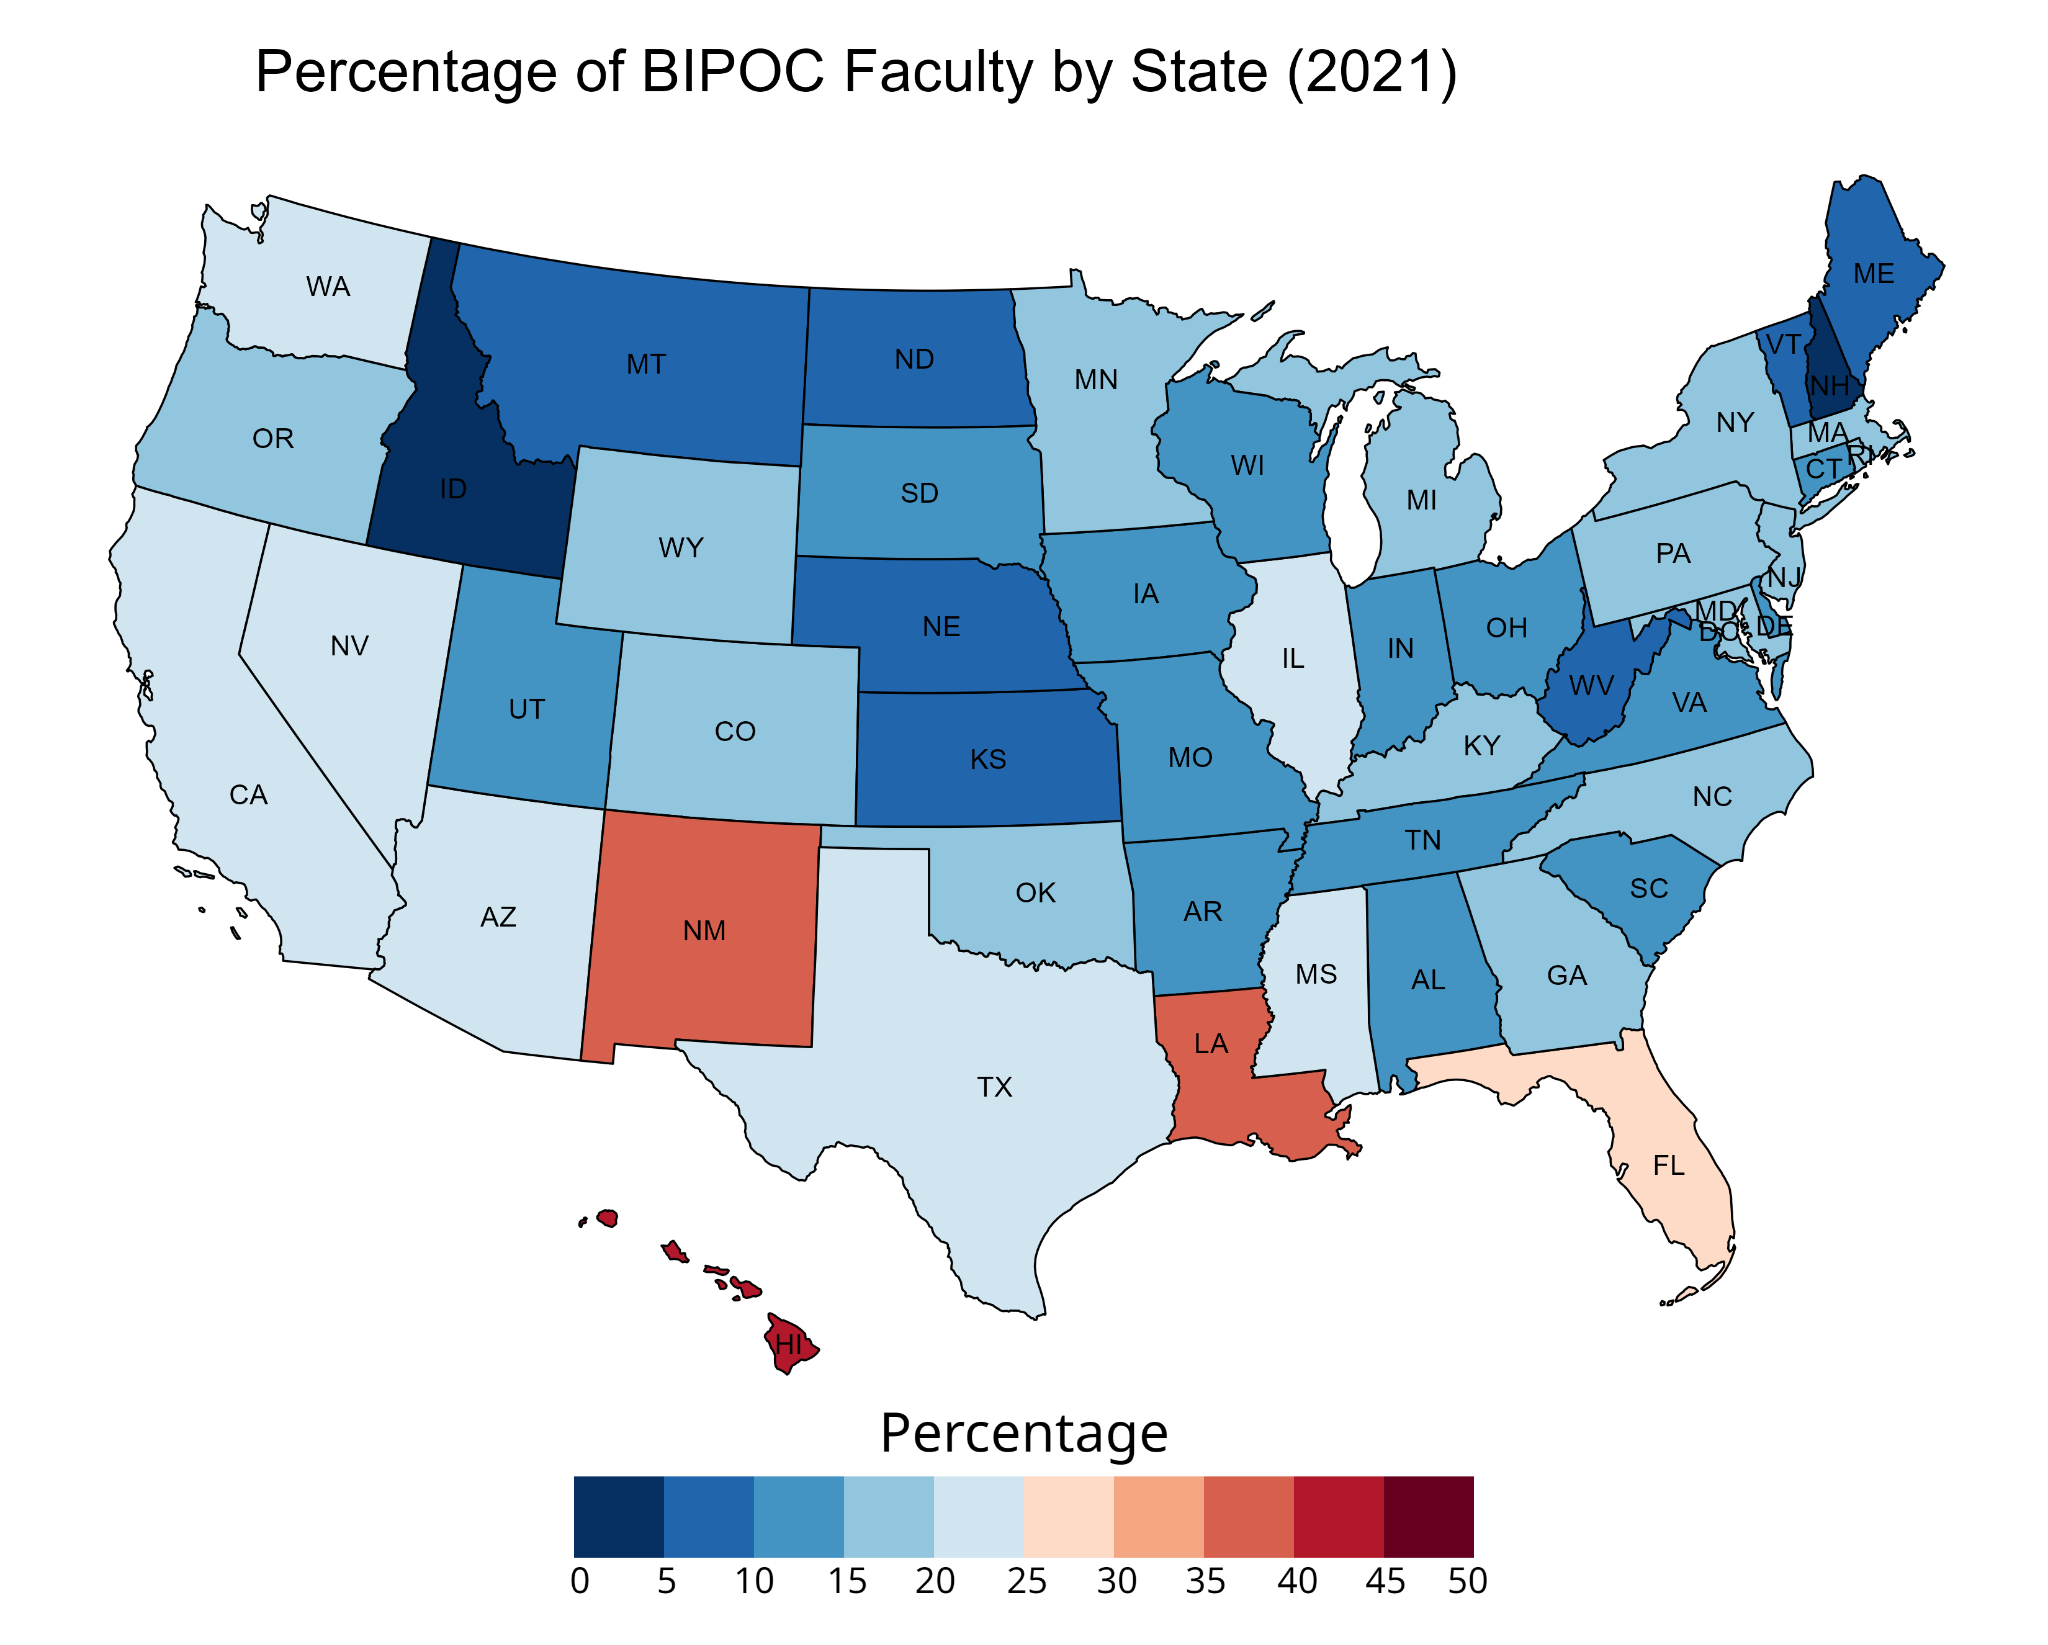 Percentage of BIPOC Faculty by State (2021)
ME
WA
VT
ND
MT
MN
NH
NY
MA
OR
RI
WI
CT
ID
SD
MI
WY
PA
NJ
IA
MD
NE
DE
OH
DC
NV
IN
IL
WV
UT
VA
CO
KY
MO
KS
CA
NC
TN
SC
OK
AR
AZ
NM
MS
GA
AL
LA
TX
FL
HI
Percentage
0 5 10 15 20 25 30 35 40 45 50